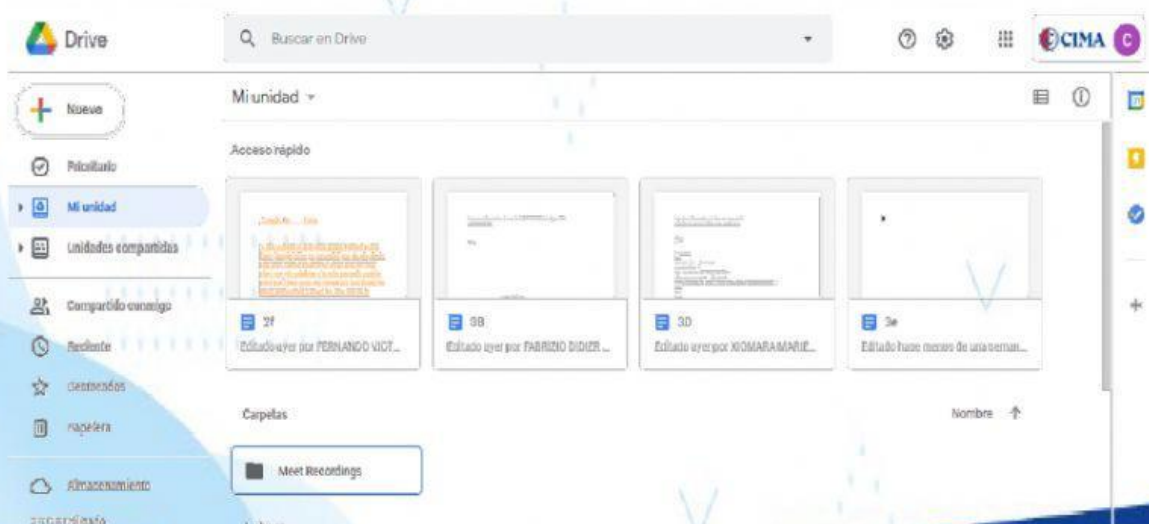 Drive
Buscar en Drive
CIMA
C
Nuevo
Mi unidad
Prioritario
Mi unidad
Unidades compartidas
Compartido conmigo
Reciente
Destacados
Papelera
Almacenamiento
Acceso rápido
2f
Editado ayer por FERNANDO VICT...
3B
Editado ayer por FABRIZIO DIDIER ...
3D
Editado ayer por XIOMARA MARIE...
3e
Editado hace menos de una seman...
Carpetas
Nombre
Meet Recordings